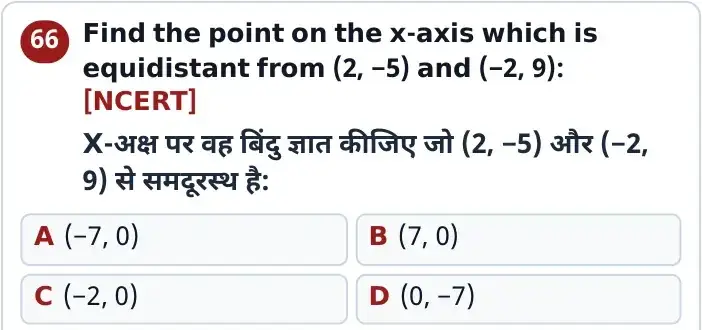 66 Find the point on the x-axis which is
equidistant from (2, −5) and (−2, 9):
[NCERT]
X-अक्ष पर वह बिंदु ज्ञात कीजिए जो (2, −5) और (−2,
9) से समदूरस्थ है:
A (−7, 0) B (7, 0)
C (−2, 0) D (0, −7)